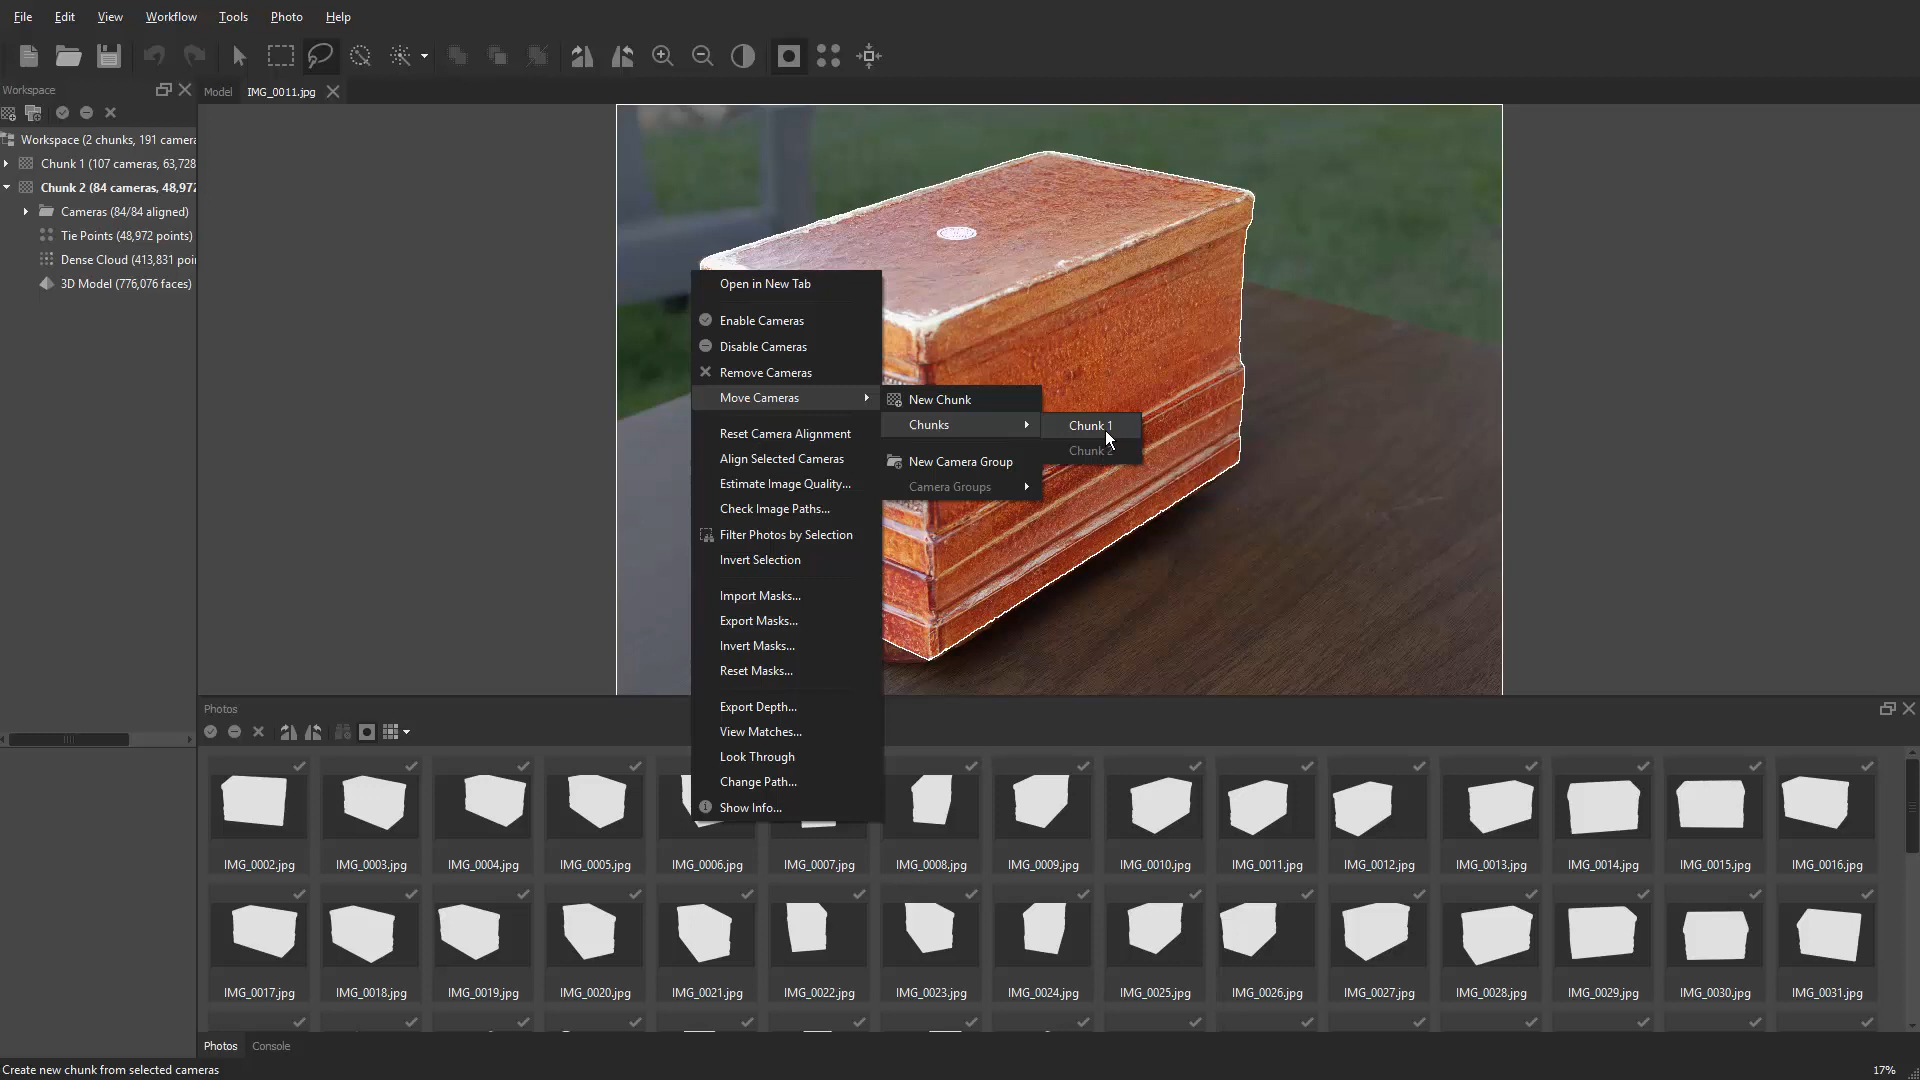 File Edit View Workflow Tools Photo Help
Workspace
Model IMG_0011.jpg
Workspace (2 chunks, 191 camera
Chunk 1 (107 cameras, 63,728
Chunk 2 (84 cameras, 48,972
Cameras (84/84 aligned)
Tie Points (48,972 points)
Dense Cloud (413,831 poi
3D Model (776,076 faces)
Open in New Tab
Enable Cameras
Disable Cameras
Remove Cameras
Move Cameras
Reset Camera Alignment
Align Selected Cameras
Estimate Image Quality...
Check Image Paths...
Filter Photos by Selection
Invert Selection
Import Masks...
Export Masks...
Invert Masks...
Reset Masks...
Export Depth...
View Matches...
Look Through
Change Path...
Show Info...
New Chunk
Chunks
New Camera Group
Camera Groups
Chunk 1
Chunk 2
Photos
IMG_0002.jpg IMG_0003.jpg IMG_0004.jpg IMG_0005.jpg IMG_0006.jpg IMG_0007.jpg IMG_0008.jpg IMG_0009.jpg IMG_0010.jpg IMG_0011.jpg IMG_0012.jpg IMG_0013.jpg IMG_0014.jpg IMG_0015.jpg IMG_0016.jpg
IMG_0017.jpg IMG_0018.jpg IMG_0019.jpg IMG_0020.jpg IMG_0021.jpg IMG_0022.jpg IMG_0023.jpg IMG_0024.jpg IMG_0025.jpg IMG_0026.jpg IMG_0027.jpg IMG_0028.jpg IMG_0029.jpg IMG_0030.jpg IMG_0031.jpg
Photos Console
Create new chunk from selected cameras
17%